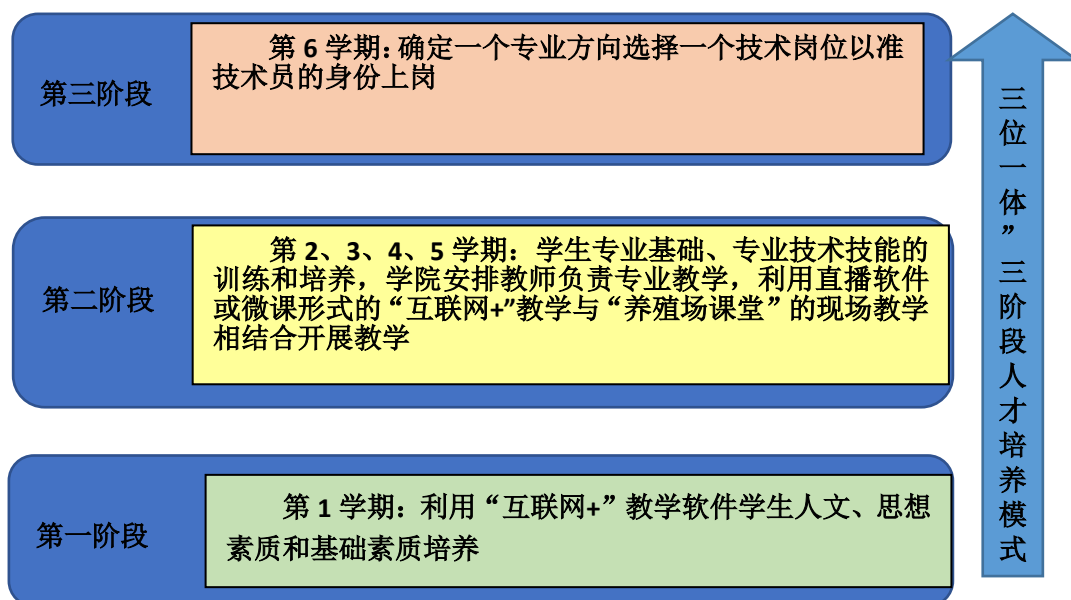 第三阶段
第 6 学期：确定一个专业方向选择一个技术岗位以准
技术员的身份上岗
第二阶段
第 2、3、4、5 学期：学生专业基础、专业技术技能的
训练和培养，学院安排教师负责专业教学，利用直播软件
或微课形式的“互联网+”教学与“养殖场课堂”的现场教学
相结合开展教学
第一阶段
第 1 学期：利用“互联网+”教学软件学生人文、思想
素质和基础素质培养
三位一体”三阶段人才培养模式